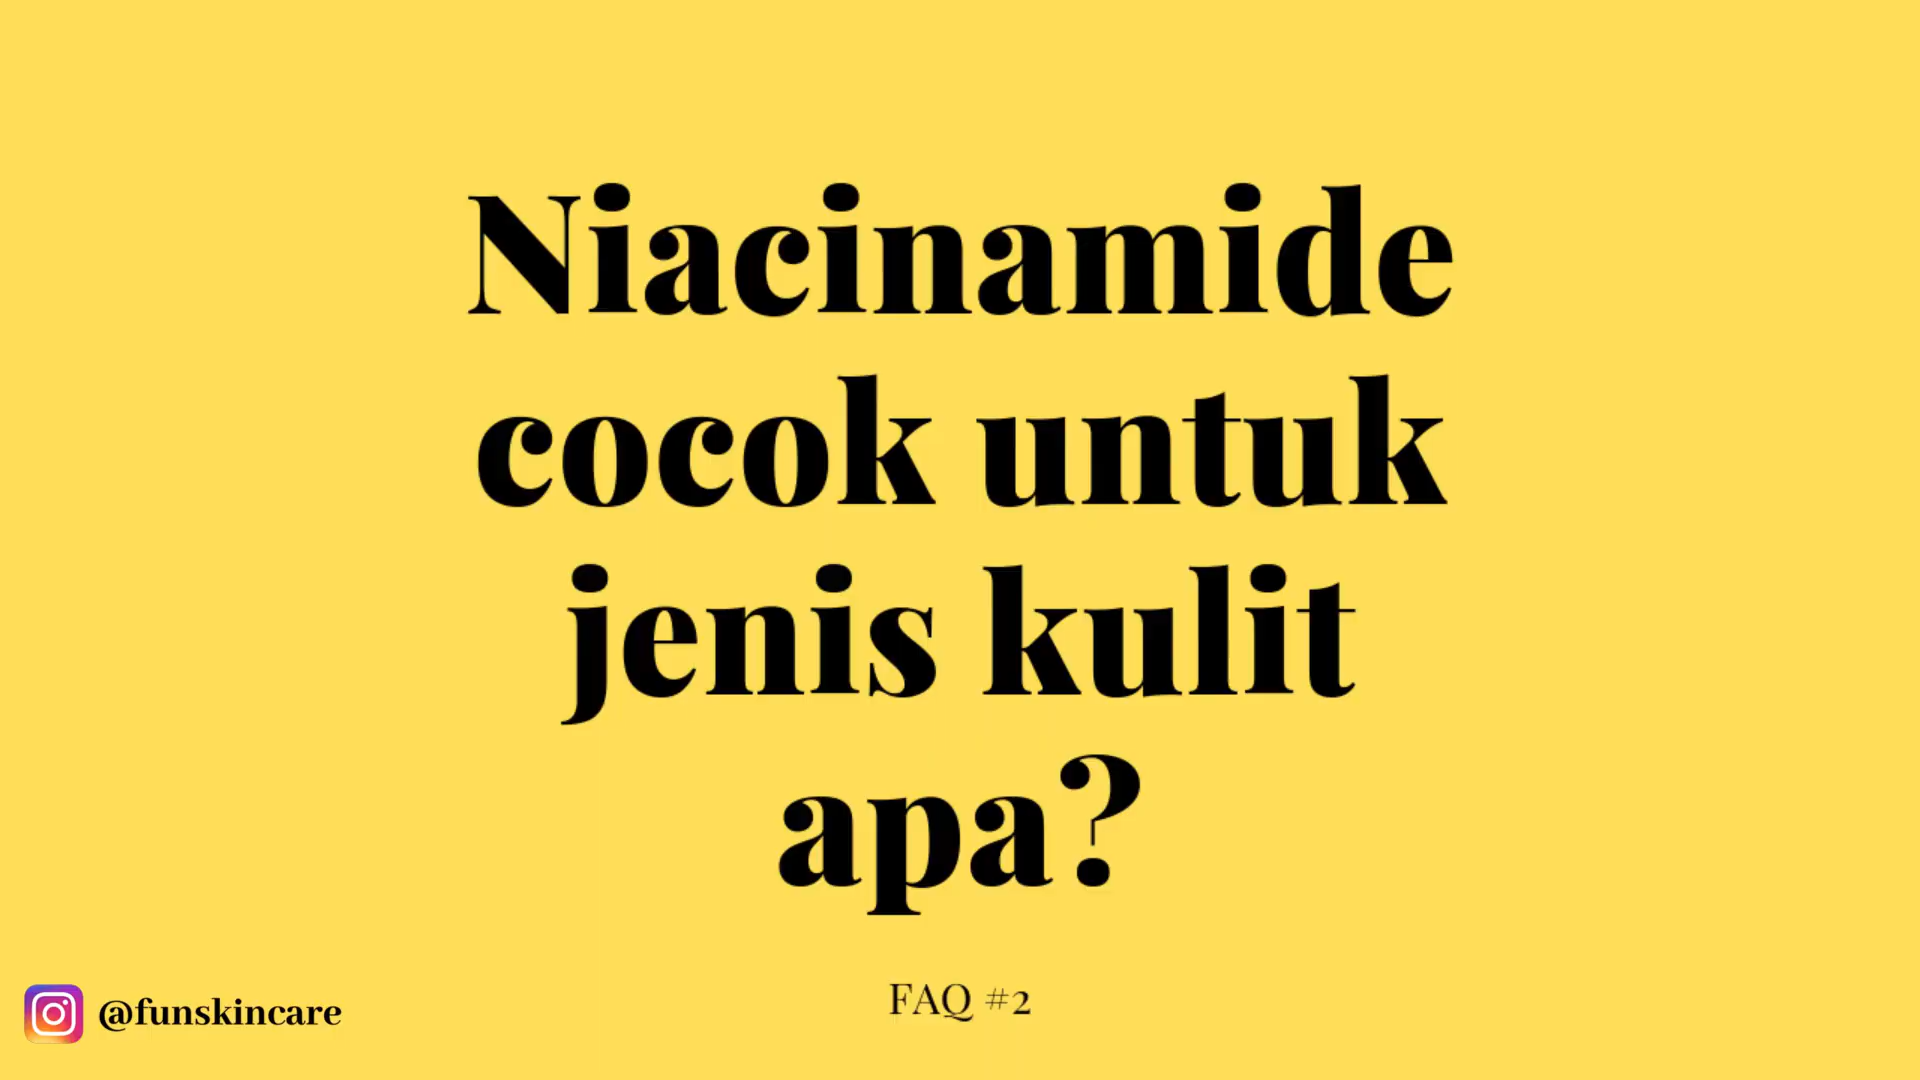 Niacinamide
cocok untuk
jenis kulit
apa?
FAQ #2
@funskincare